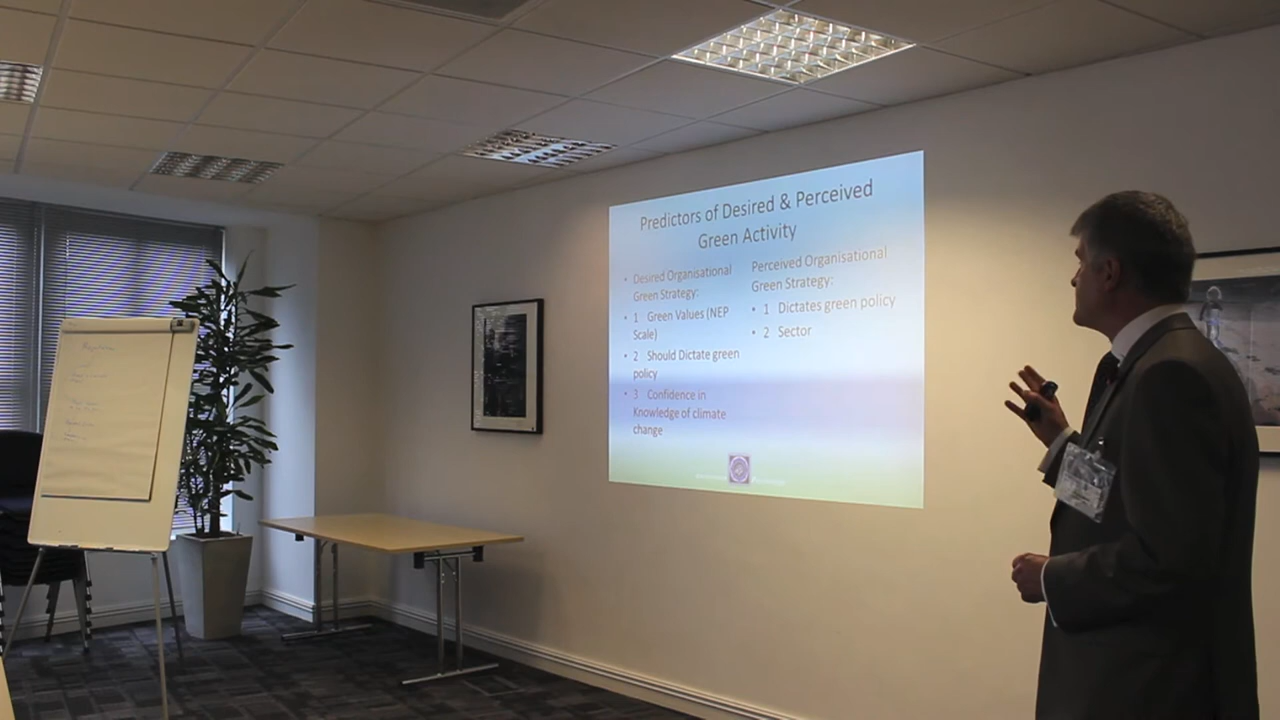 Predictors of Desired & Perceived
Green Activity
• Desired Organisational
Green Strategy:
• 1 Green Values (NEP
Scale)
• 2 Should Dictate green
policy
• 3 Confidence in
Knowledge of climate
change
Perceived Organisational
Green Strategy:
• 1 Dictates green policy
• 2 Sector